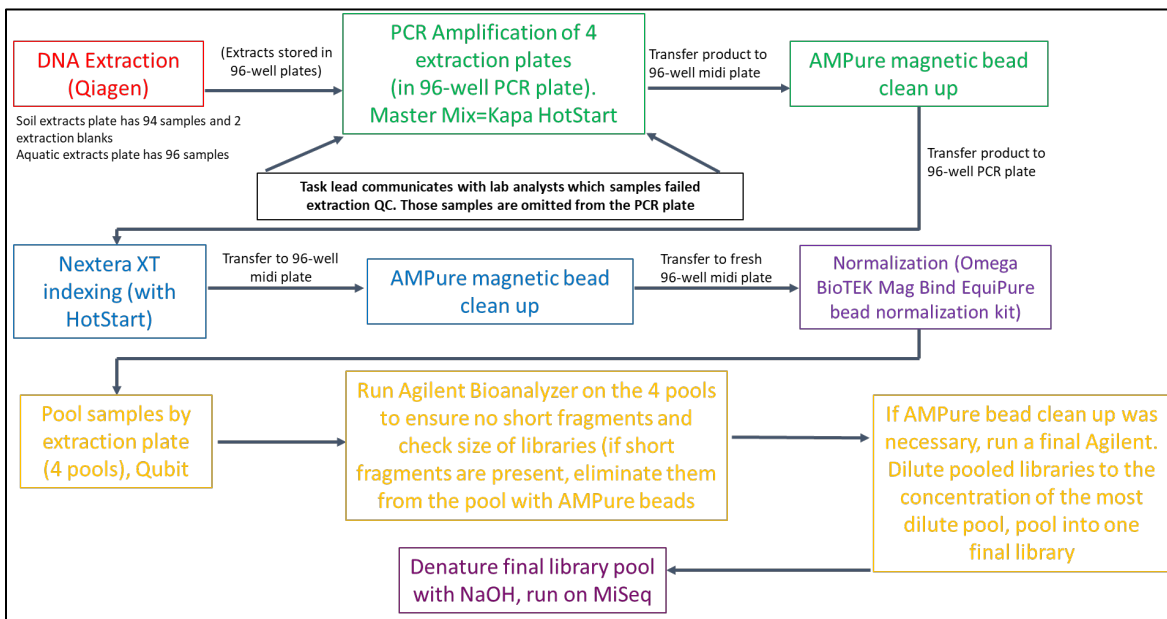 DNA Extraction
(Qiagen)
(Extracts stored in
96-well plates)
PCR Amplification of 4
extraction plates
(in 96-well PCR plate).
Master Mix=Kapa HotStart
Transfer product to
96-well midi plate
AMPure magnetic bead
clean up
Soil extracts plate has 94 samples and 2
extraction blanks
Aquatic extracts plate has 96 samples
Task lead communicates with lab analysts which samples failed
extraction QC. Those samples are omitted from the PCR plate
Transfer product to
96-well PCR plate
Nextera XT
indexing (with
HotStart)
Transfer to 96-well
midi plate
AMPure magnetic bead
clean up
Transfer to fresh
96-well midi plate
Normalization (Omega
BioTEK Mag Bind EquiPure
bead normalization kit)
Pool samples by
extraction plate
(4 pools), Qubit
Run Agilent Bioanalyzer on the 4 pools
to ensure no short fragments and
check size of libraries (if short
fragments are present, eliminate them
from the pool with AMPure beads
If AMPure bead clean up was
necessary, run a final Agilent.
Dilute pooled libraries to the
concentration of the most
dilute pool, pool into one
final library
Denature final library pool
with NaOH, run on MiSeq